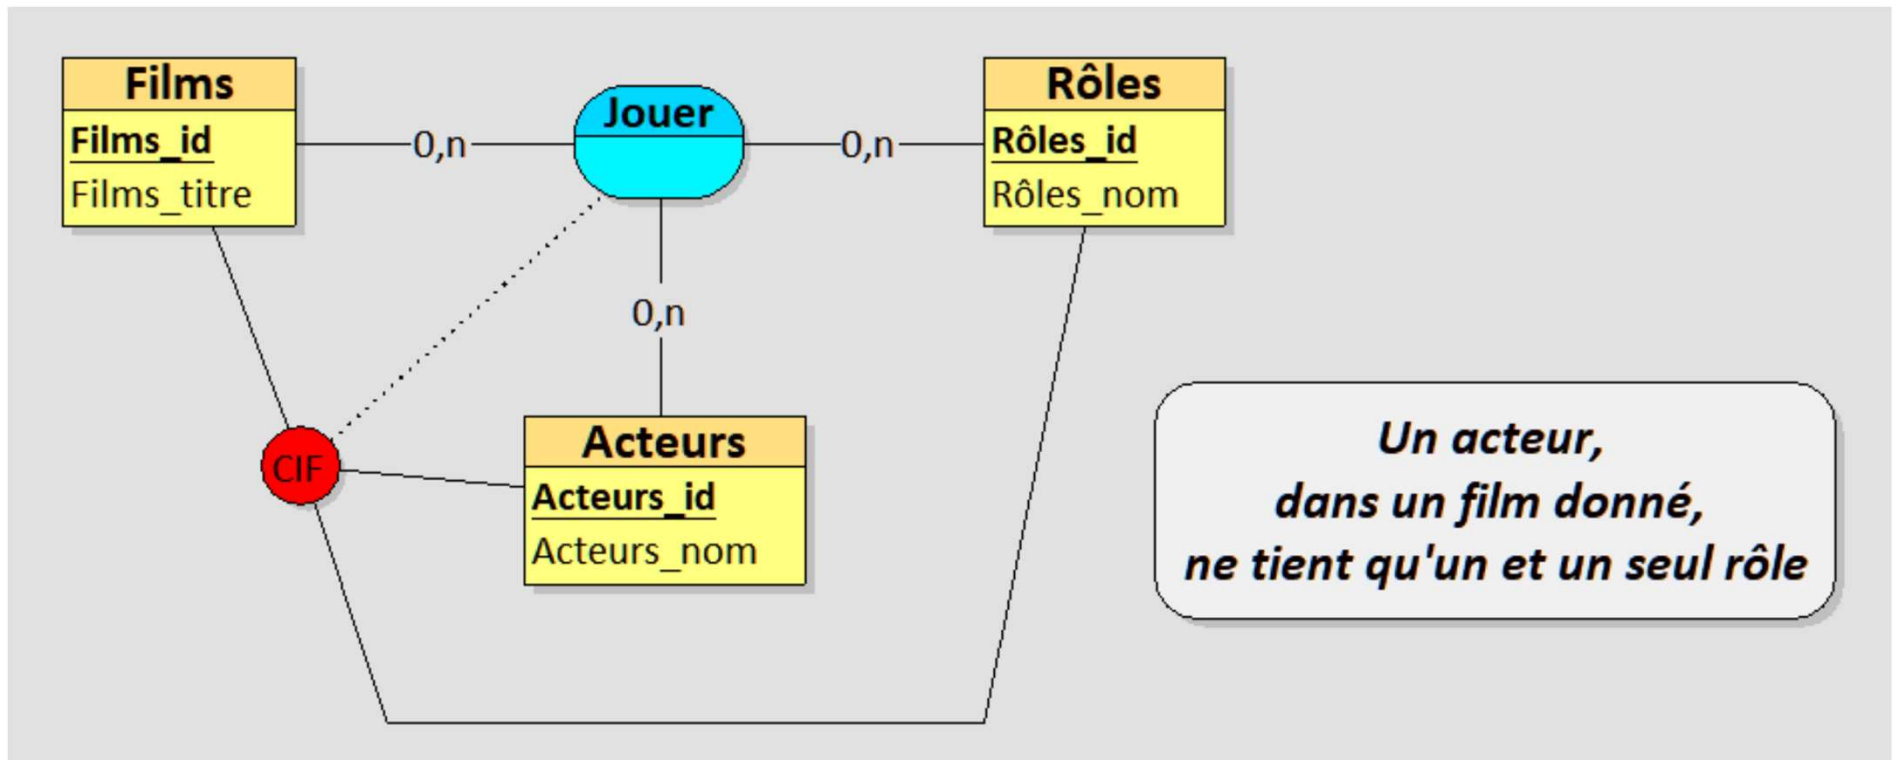 Films
Films_id
Films_titre
0,n
Jouer
0,n
Rôles
Rôles_id
Rôles_nom
0,n
CIF
Acteurs
Acteurs_id
Acteurs_nom
Un acteur,
dans un film donné,
ne tient qu'un et un seul rôle